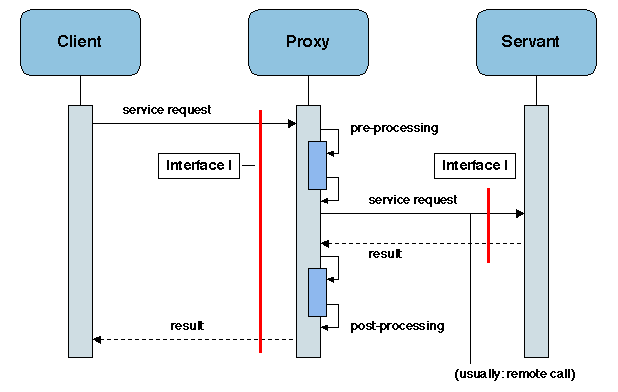 Client
Proxy
Servant
service request
pre-processing
Interface I
Interface I
service request
result
result
post-processing
(usually: remote call)